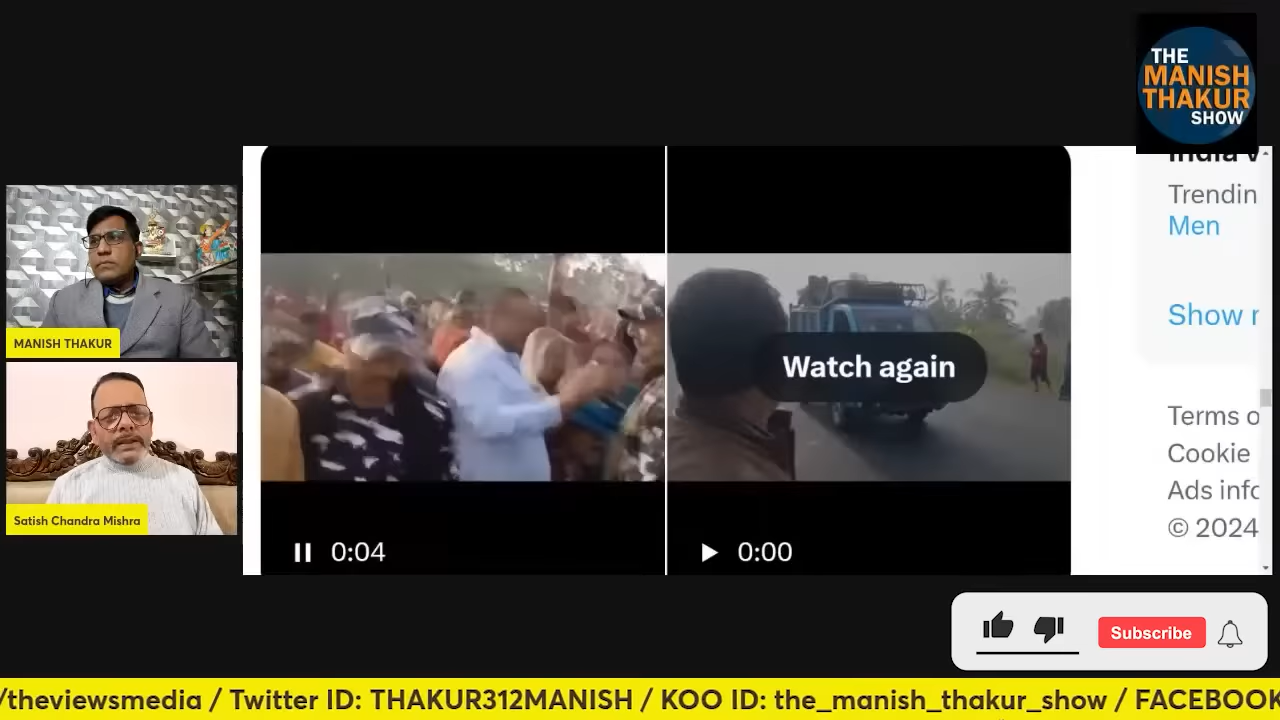 THE
MANISH
THAKUR
SHOW
India
Trendin
Men
Show
Terms o
Cookie
Ads info
© 2024
MANISH THAKUR
Satish Chandra Mishra
Watch again
0:04
0:00
Subscribe
/theviewsmedia / Twitter ID: THAKUR312MANISH / KOO ID: the_manish_thakur_show / FACEBOOK